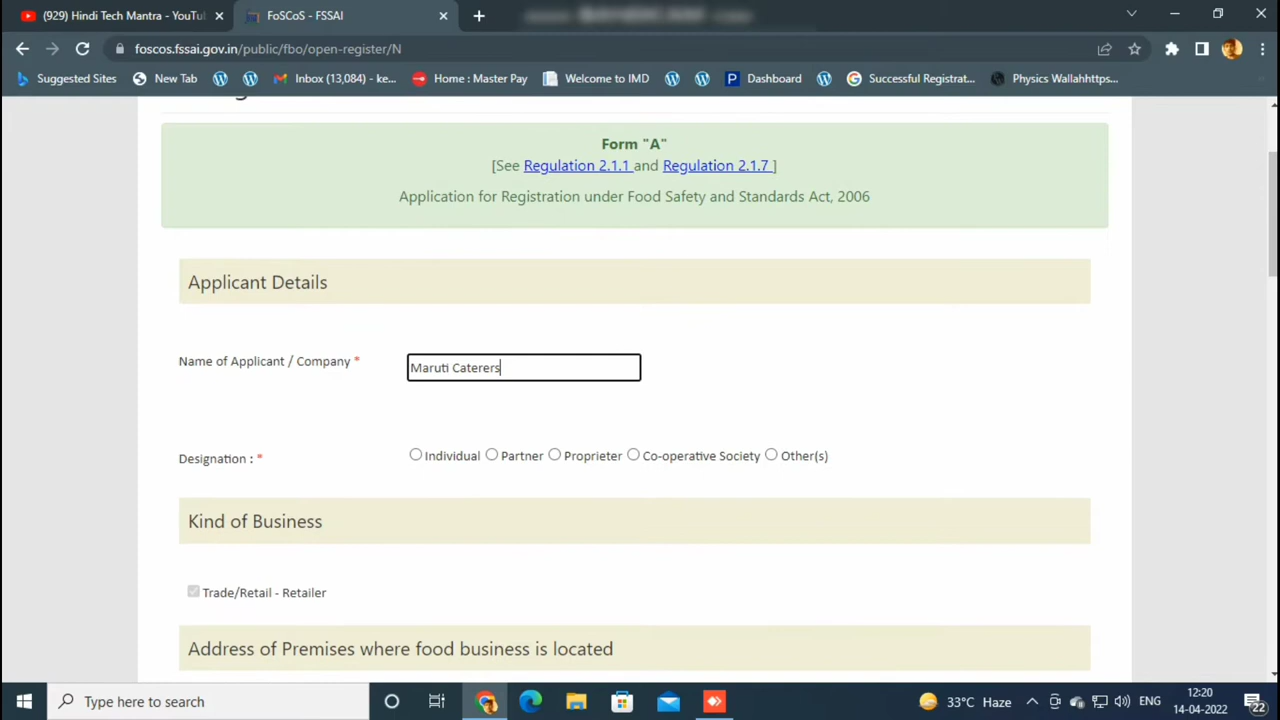 (929) Hindi Tech Mantra - YouTu
FoSCoS - FSSAI
foscos.fssai.gov.in/public/fbo/open-register/N
Suggested Sites
New Tab
Inbox (13,084) - ke...
Home : Master Pay
Welcome to IMD
Dashboard
Successful Registrat...
Physics Wallahhttps...
Form "A"
[See Regulation 2.1.1 and Regulation 2.1.7 ]
Application for Registration under Food Safety and Standards Act, 2006
Applicant Details
Name of Applicant / Company *
Maruti Caterers
Designation : *
Individual Partner Proprieter Co-operative Society Other(s)
Kind of Business
Trade/Retail - Retailer
Address of Premises where food business is located
Type here to search
33°C Haze
ENG
12:20
14-04-2022
22